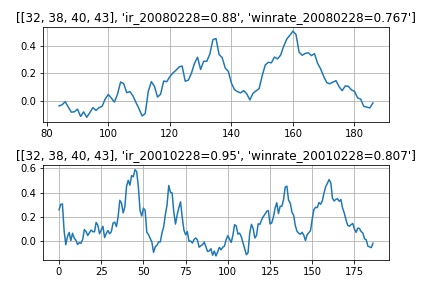 [[32, 38, 40, 43], 'ir_20080228=0.88', 'winrate_20080228=0.767']
0.4
0.2
0.0
80 100 120 140 160 180
[[32, 38, 40, 43], 'ir_20010228=0.95', 'winrate_20010228=0.807']
0.6
0.4
0.2
0.0
0 25 50 75 100 125 150 175